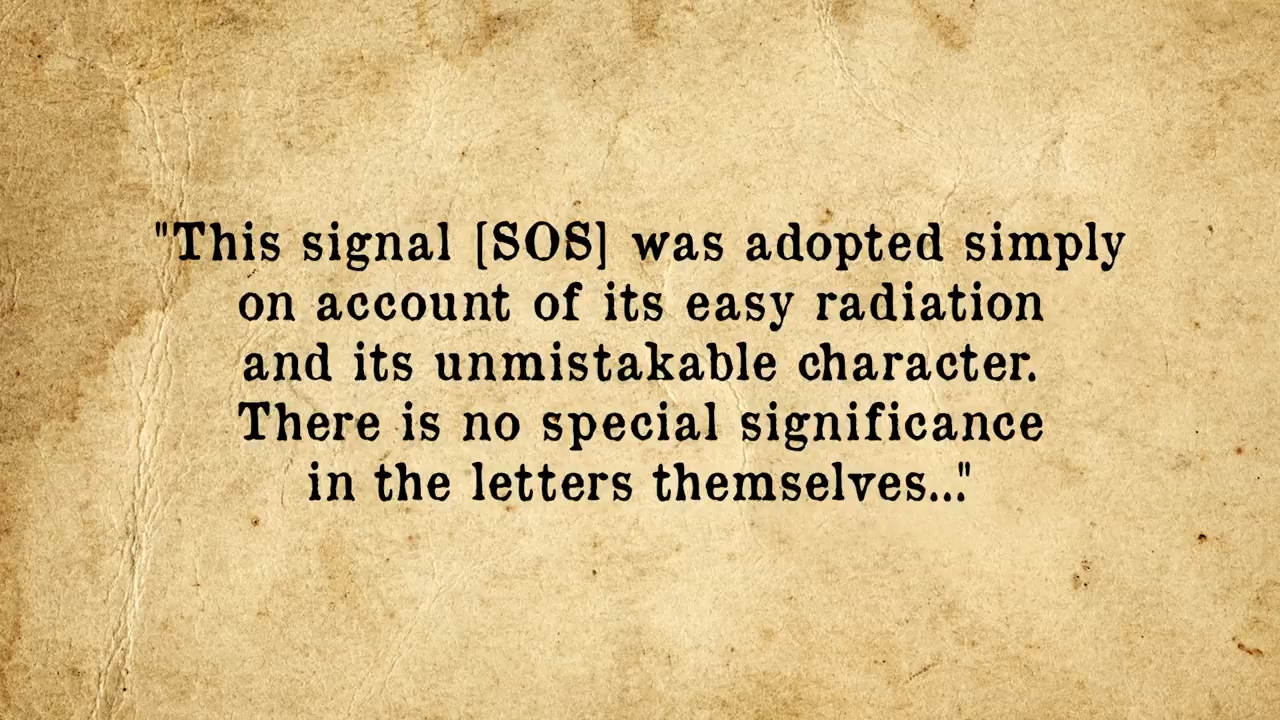 "This signal [SOS] was adopted simply
on account of its easy radiation
and its unmistakable character.
There is no special significance
in the letters themselves..."